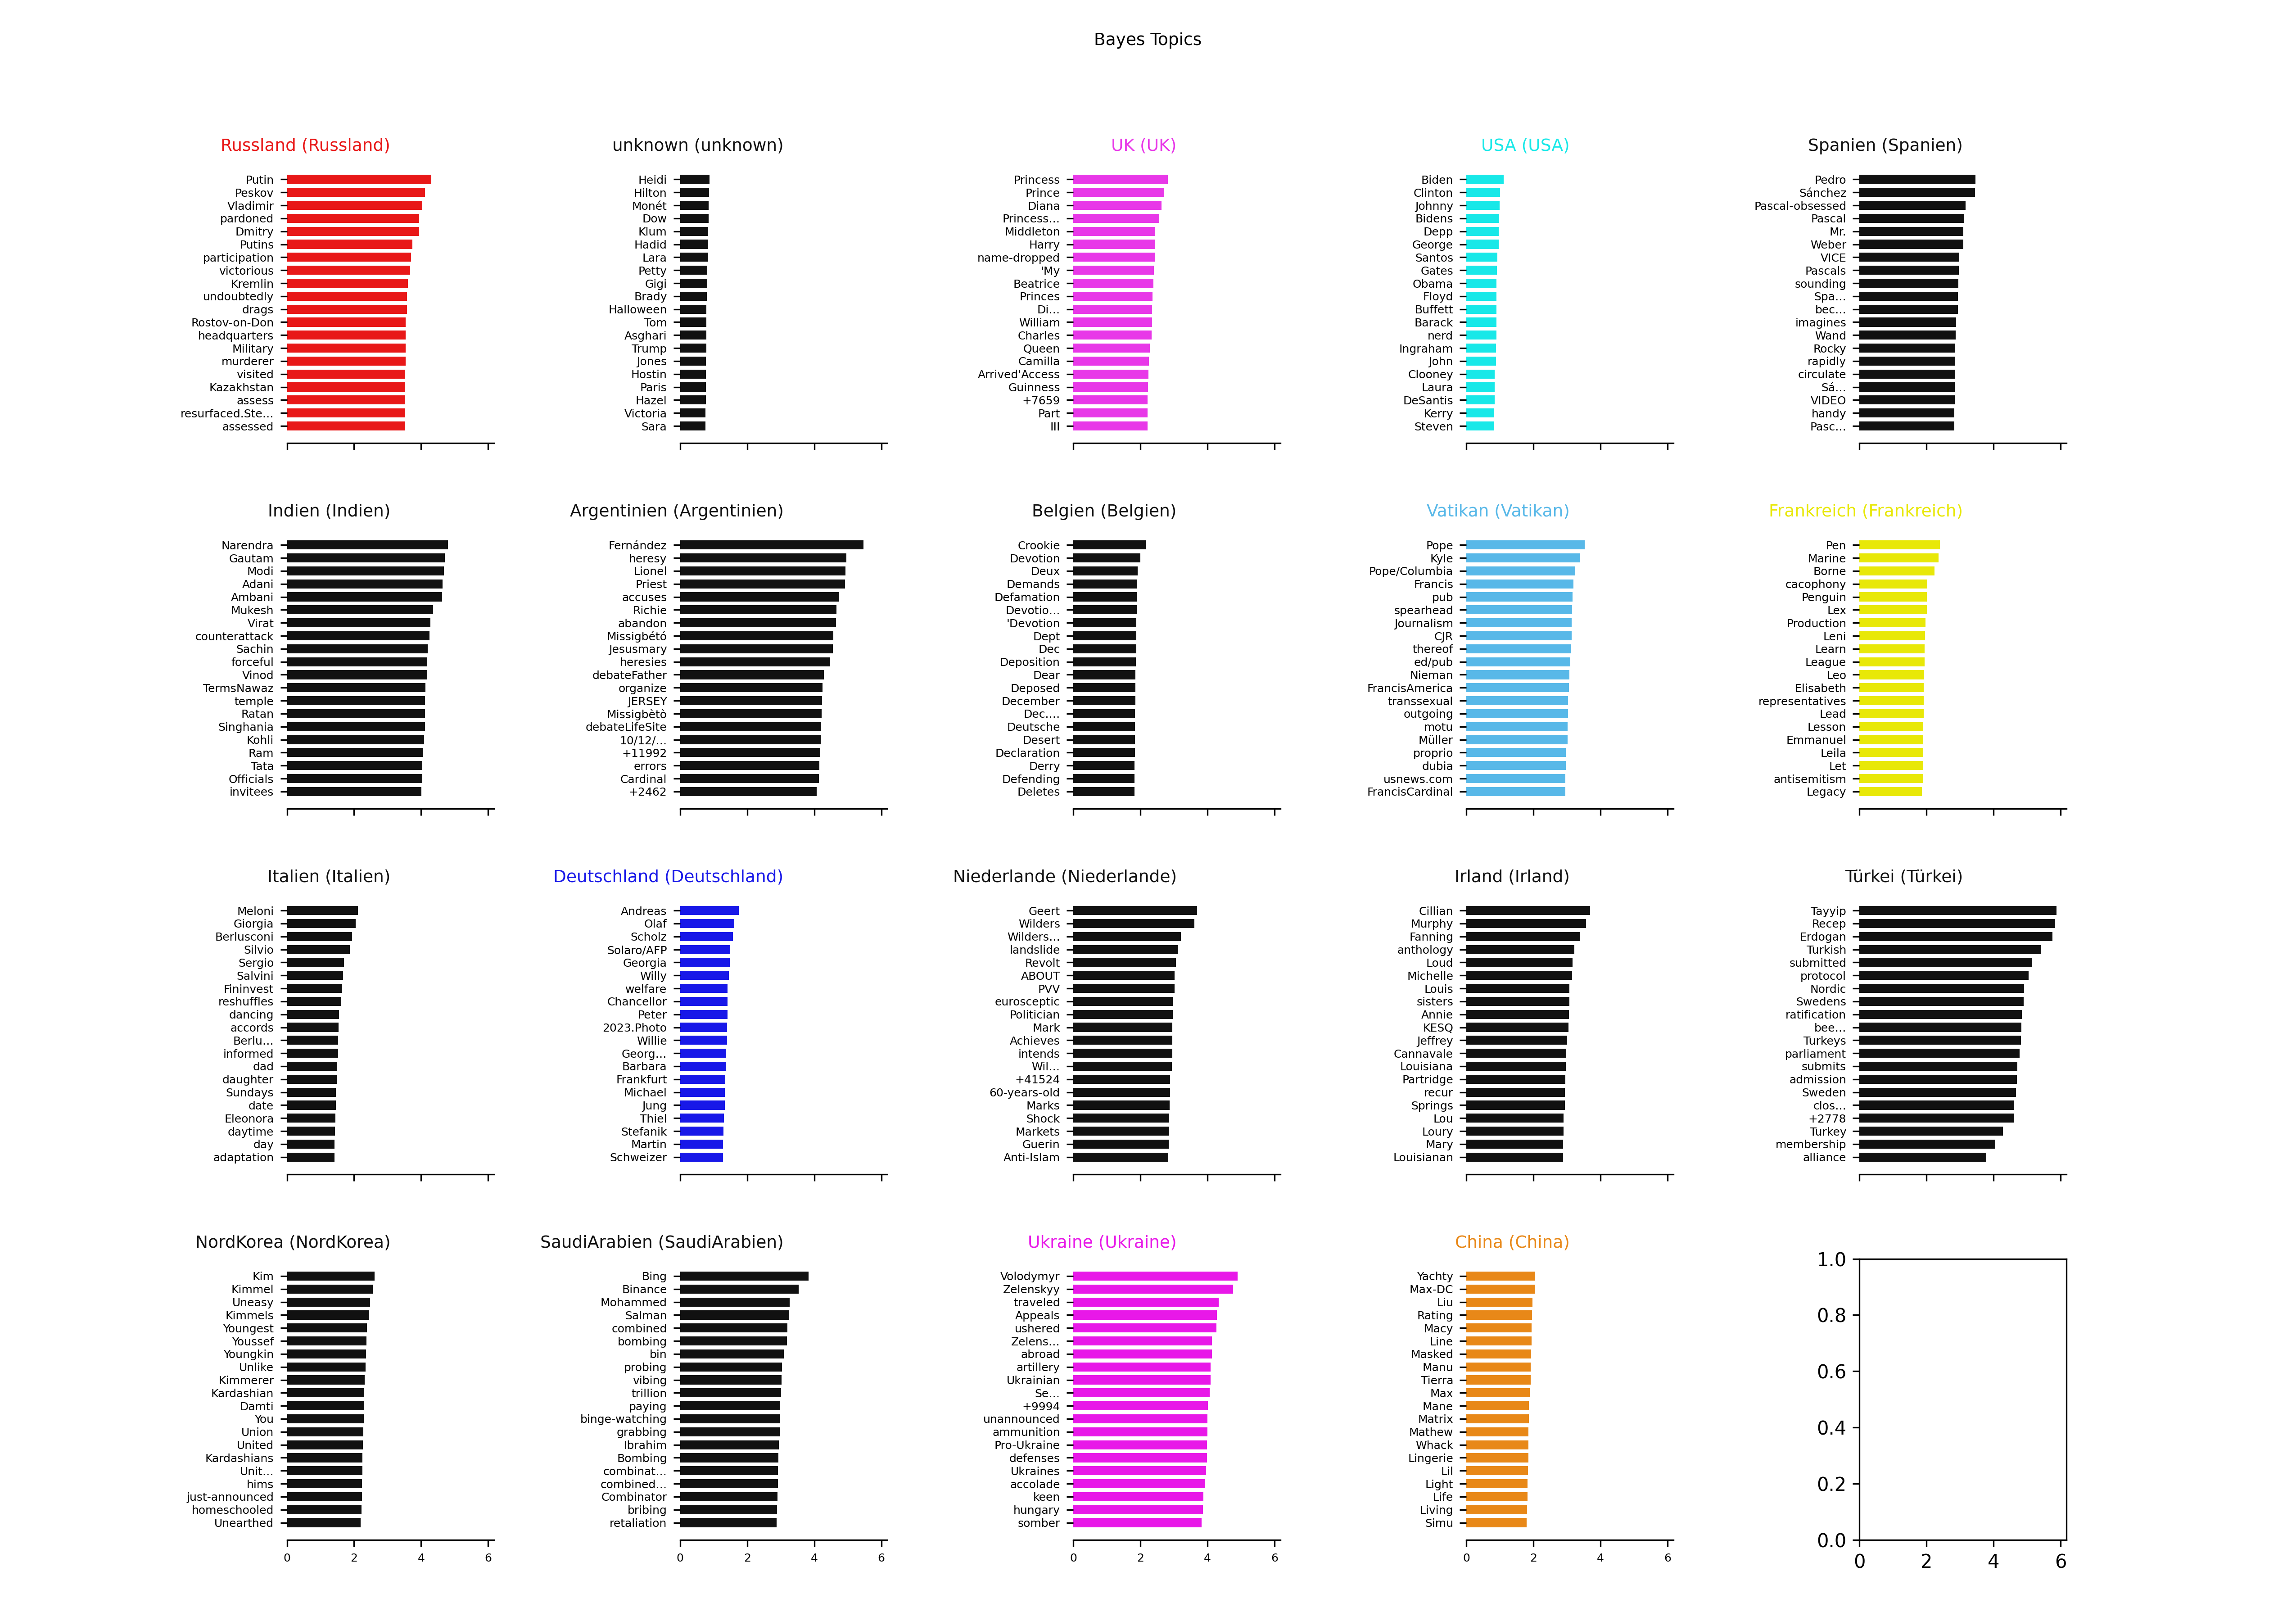 Bayes Topics
Russland (Russland)
Putin
Peskov
Vladimir
pardoned
Dmitry
Putins
participation
victorious
Kremlin
undoubtedly
drags
Rostov-on-Don
headquarters
Military
murderer
visited
Kazakhstan
assess
resurfaced.Ste...
assessed
unknown (unknown)
Heidi
Hilton
Monét
Dow
Klum
Hadid
Lara
Petty
Gigi
Brady
Halloween
Tom
Asghari
Trump
Jones
Hostin
Paris
Hazel
Victoria
Sara
UK (UK)
Princess
Prince
Diana
Princess...
Middleton
Harry
name-dropped
'My
Beatrice
Princes
Di...
William
Charles
Queen
Camilla
Arrived'Access
Guinness
+7659
Part
III
USA (USA)
Biden
Clinton
Johnny
Bidens
Depp
George
Santos
Gates
Obama
Floyd
Buffett
Barack
nerd
Ingraham
John
Clooney
Laura
DeSantis
Kerry
Steven
Spanien (Spanien)
Pedro
Sánchez
Pascal-obsessed
Pascal
Mr.
Weber
VICE
Pascals
sounding
Spa...
bec...
imagines
Wand
Rocky
rapidly
circulate
Sá...
VIDEO
handy
Pasc...
Indien (Indien)
Narendra
Gautam
Modi
Adani
Ambani
Mukesh
Virat
counterattack
Sachin
forceful
Vinod
TermsNawaz
temple
Ratan
Singhania
Kohli
Ram
Tata
Officials
invitees
Argentinien (Argentinien)
Fernández
heresy
Lionel
Priest
accuses
Richie
abandon
Missigbétó
Jesusmary
heresies
debateFather
organize
JERSEY
Missigbètò
debateLifeSite
10/12/...
+11992
errors
Cardinal
+2462
Belgien (Belgien)
Crookie
Devotion
Deux
Demands
Defamation
Devotio...
'Devotion
Dept
Dec
Deposition
Dear
Deposed
December
Dec....
Deutsche
Desert
Declaration
Derry
Defending
Deletes
Vatikan (Vatikan)
Pope
Kyle
Pope/Columbia
Francis
pub
spearhead
Journalism
CJR
thereof
ed/pub
Nieman
FrancisAmerica
transsexual
outgoing
motu
Müller
proprio
dubia
usnews.com
FrancisCardinal
Frankreich (Frankreich)
Pen
Marine
Borne
cacophony
Penguin
Lex
Production
Leni
Learn
League
Leo
Elisabeth
representatives
Lead
Lesson
Emmanuel
Leila
Let
antisemitism
Legacy
Italien (Italien)
Meloni
Giorgia
Berlusconi
Silvio
Sergio
Salvini
Fininvest
reshuffles
dancing
accords
Berlu...
informed
dad
daughter
Sundays
date
Eleonora
daytime
day
adaptation
Deutschland (Deutschland)
Andreas
Olaf
Scholz
Solaro/AFP
Georgia
Willy
welfare
Chancellor
Peter
2023.Photo
Willie
Georg...
Barbara
Frankfurt
Michael
Jung
Thiel
Stefanik
Martin
Schweizer
Niederlande (Niederlande)
Geert
Wilders
Wilders...
landslide
Revolt
ABOUT
PVV
eurosceptic
Politician
Mark
Achieves
intends
Wil...
+41524
60-years-old
Marks
Shock
Markets
Guerin
Anti-Islam
Irland (Irland)
Cillian
Murphy
Fanning
anthology
Loud
Michelle
Louis
sisters
Annie
KESQ
Jeffrey
Cannavale
Louisiana
Partridge
recur
Springs
Lou
Loury
Mary
Louisianan
Türkei (Türkei)
Tayyip
Recep
Erdogan
Turkish
submitted
protocol
Nordic
Swedens
ratification
bee...
Turkeys
parliament
submits
admission
Sweden
clos...
+2778
Turkey
membership
alliance
NordKorea (NordKorea)
Kim
Kimmel
Uneasy
Kimmels
Youngest
Youssef
Youngkin
Unlike
Kimmerer
Kardashian
Damti
You
Union
United
Kardashians
Unit...
hims
just-announced
homeschooled
Unearthed
0 2 4 6
SaudiArabien (SaudiArabien)
Bing
Binance
Mohammed
Salman
combined
bombing
bin
probing
vibing
trillion
paying
binge-watching
grabbing
Ibrahim
Bombing
combinat...
combined...
Combinator
bribing
retaliation
0 2 4 6
Ukraine (Ukraine)
Volodymyr
Zelenskyy
traveled
Appeals
ushered
Zelens...
abroad
artillery
Ukrainian
Se...
+9994
unannounced
ammunition
Pro-Ukraine
defenses
Ukraines
accolade
keen
hungary
somber
0 2 4 6
China (China)
Yachty
Max-DC
Liu
Rating
Macy
Line
Masked
Manu
Tierra
Max
Mane
Matrix
Mathew
Whack
Lingerie
Lil
Light
Life
Living
Simu
0 2 4 6
1.0
0.8
0.6
0.4
0.2
0.0
0 2 4 6